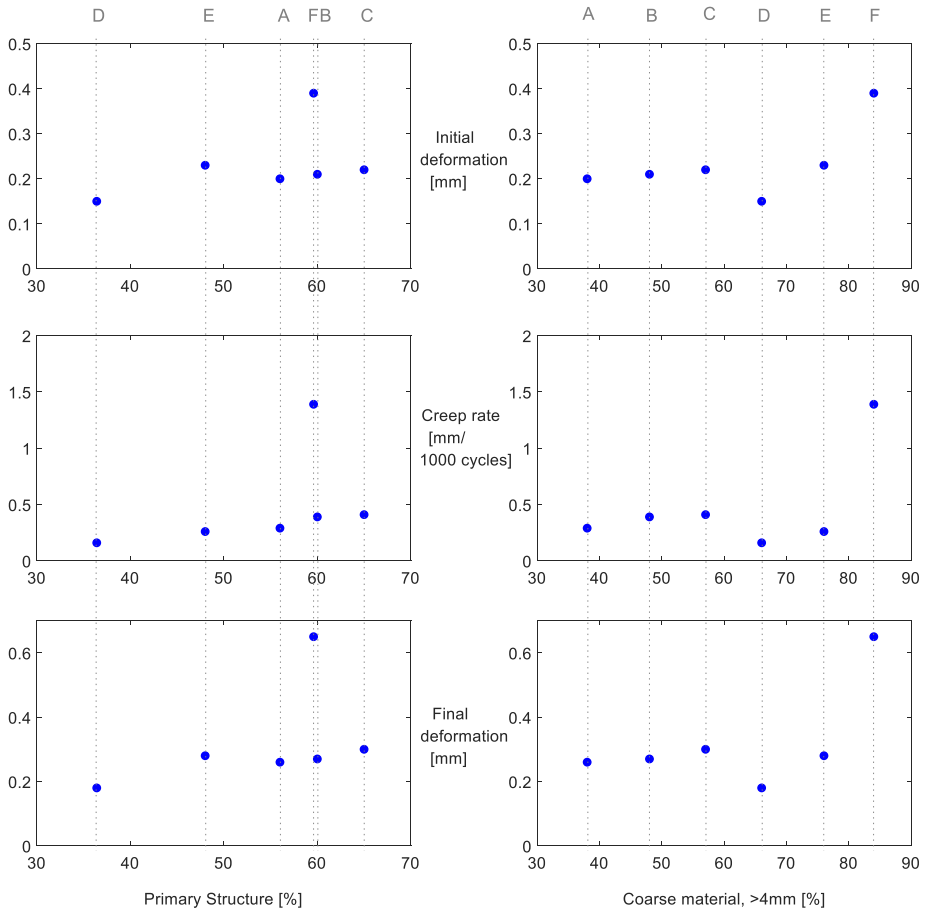 D E A F B C
A B C D E F
0.5
0.4
0.3
0.2
0.1
0
30 40 50 60 70
Initial
deformation
[mm]
0.5
0.4
0.3
0.2
0.1
0
30 40 50 60 70 80 90
2
1.5
1
0.5
0
30 40 50 60 70
Creep rate
[mm/
1000 cycles]
2
1.5
1
0.5
0
30 40 50 60 70 80 90
0.6
0.4
0.2
0
30 40 50 60 70
Final
deformation
[mm]
0.6
0.4
0.2
0
30 40 50 60 70 80 90
Primary Structure [%]
Coarse material, >4mm [%]